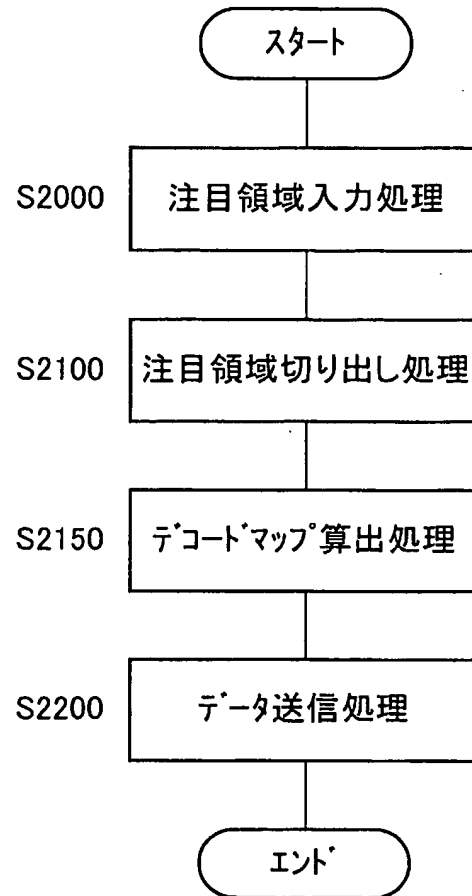 スタート
S2000 注目領域入力処理
S2100 注目領域切り出し処理
S2150 デコードマップ算出処理
S2200 データ送信処理
エンド